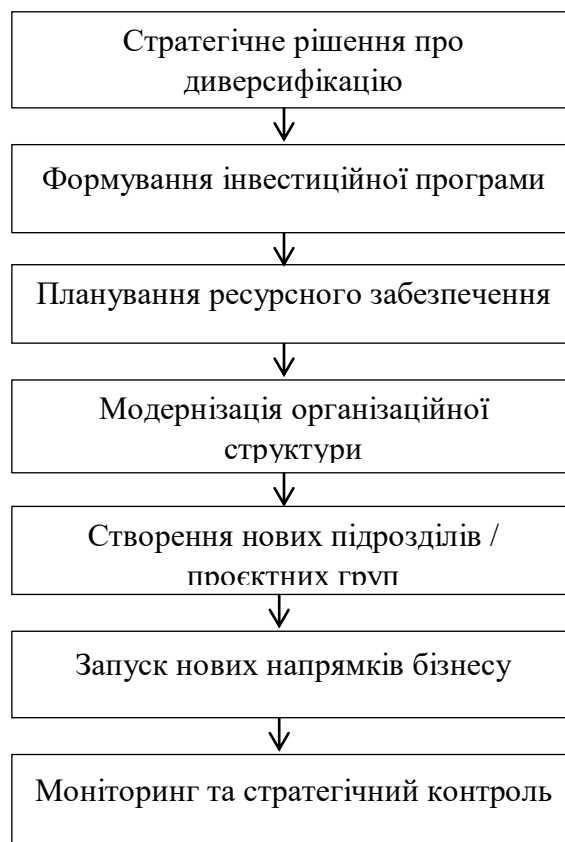 Стратегічне рішення про
диверсифікацію
Формування інвестиційної програми
Планування ресурсного забезпечення
Модернізація організаційної
структури
Створення нових підрозділів /
проєктних груп
Запуск нових напрямків бізнесу
Моніторинг та стратегічний контроль